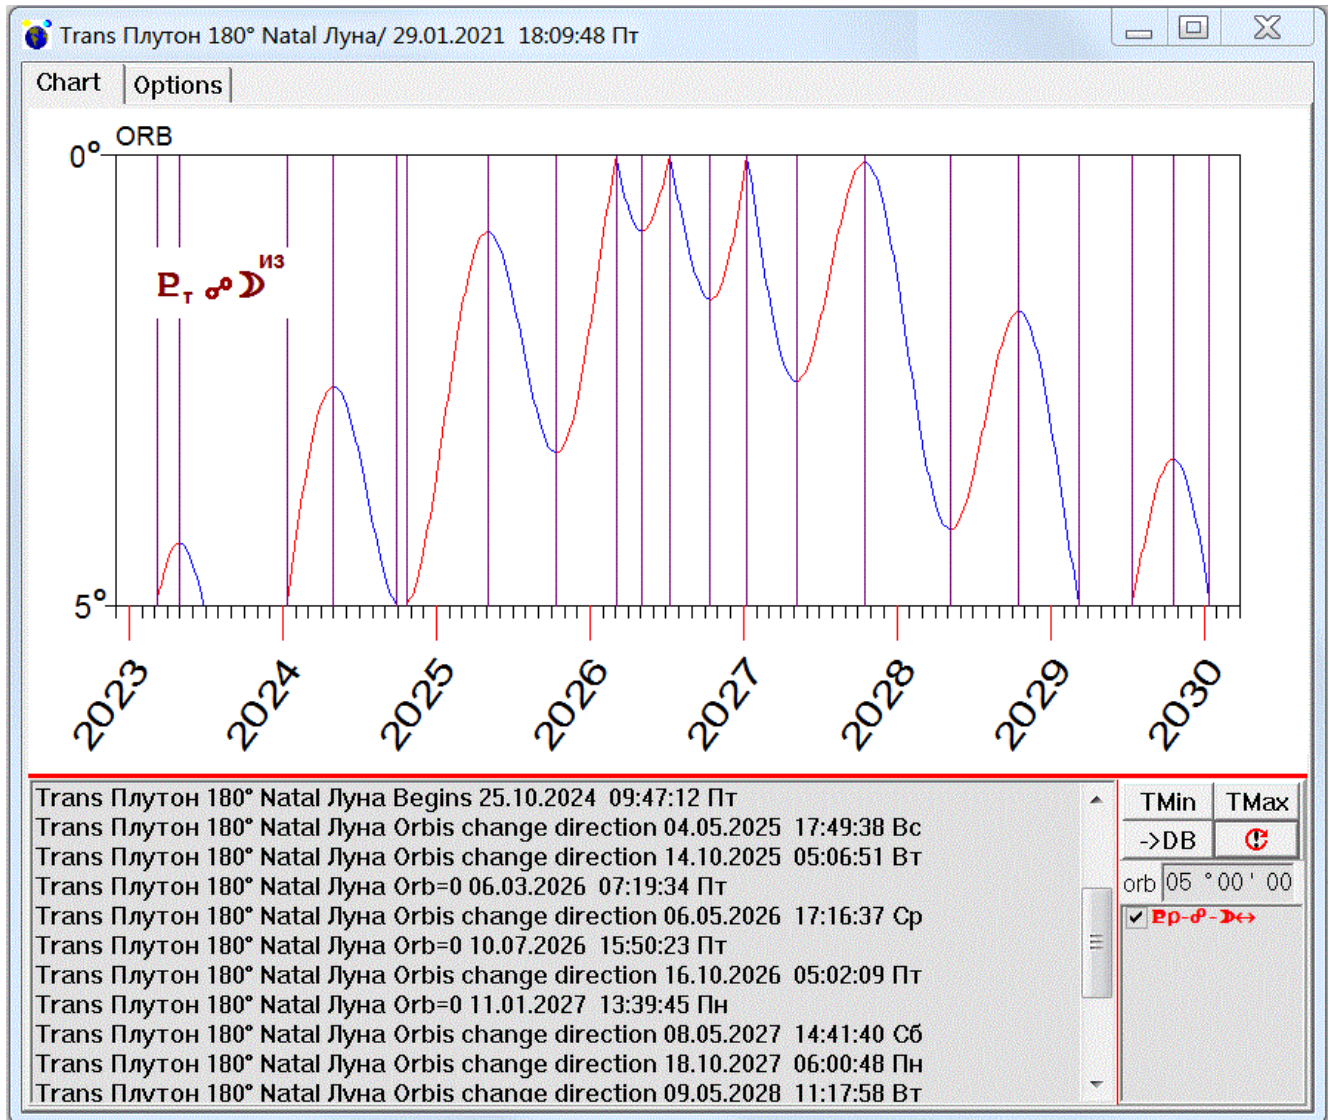 Trans Плутон 180° Natal Луна/ 29.01.2021 18:09:48 Пт
Chart Options
ORB
0°
из
т
5°
2023 2024 2025 2026 2027 2028 2029 2030
Trans Плутон 180° Natal Луна Begins 25.10.2024 09:47:12 Пт
Trans Плутон 180° Natal Луна Orbis change direction 04.05.2025 17:49:38 Вс
Trans Плутон 180° Natal Луна Orbis change direction 14.10.2025 05:06:51 Вт
Trans Плутон 180° Natal Луна Orb=0 06.03.2026 07:19:34 Пт
Trans Плутон 180° Natal Луна Orbis change direction 06.05.2026 17:16:37 Ср
Trans Плутон 180° Natal Луна Orb=0 10.07.2026 15:50:23 Пт
Trans Плутон 180° Natal Луна Orbis change direction 16.10.2026 05:02:09 Пт
Trans Плутон 180° Natal Луна Orb=0 11.01.2027 13:39:45 Пн
Trans Плутон 180° Natal Луна Orbis change direction 08.05.2027 14:41:40 Сб
Trans Плутон 180° Natal Луна Orbis change direction 18.10.2027 06:00:48 Пн
Trans Плутон 180° Natal Луна Orbis change direction 09.05.2028 11:17:58 Вт
TMin TMax
->DB
orb 05 °00 ' 00